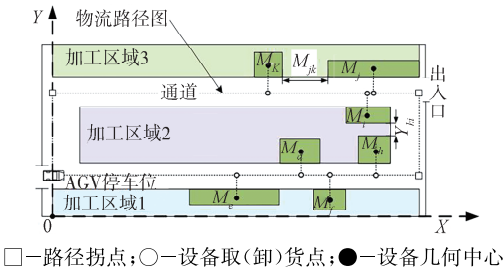 Y
物流路径图
加工区域3
M_K
M_jk
M_j
出入口
通道
M_i
Y_hi
加工区域2
M_d
M_h
AGV停车位
加工区域1
M_e
M_f
0
X
□—路径拐点;○—设备取(卸)货点;●—设备几何中心